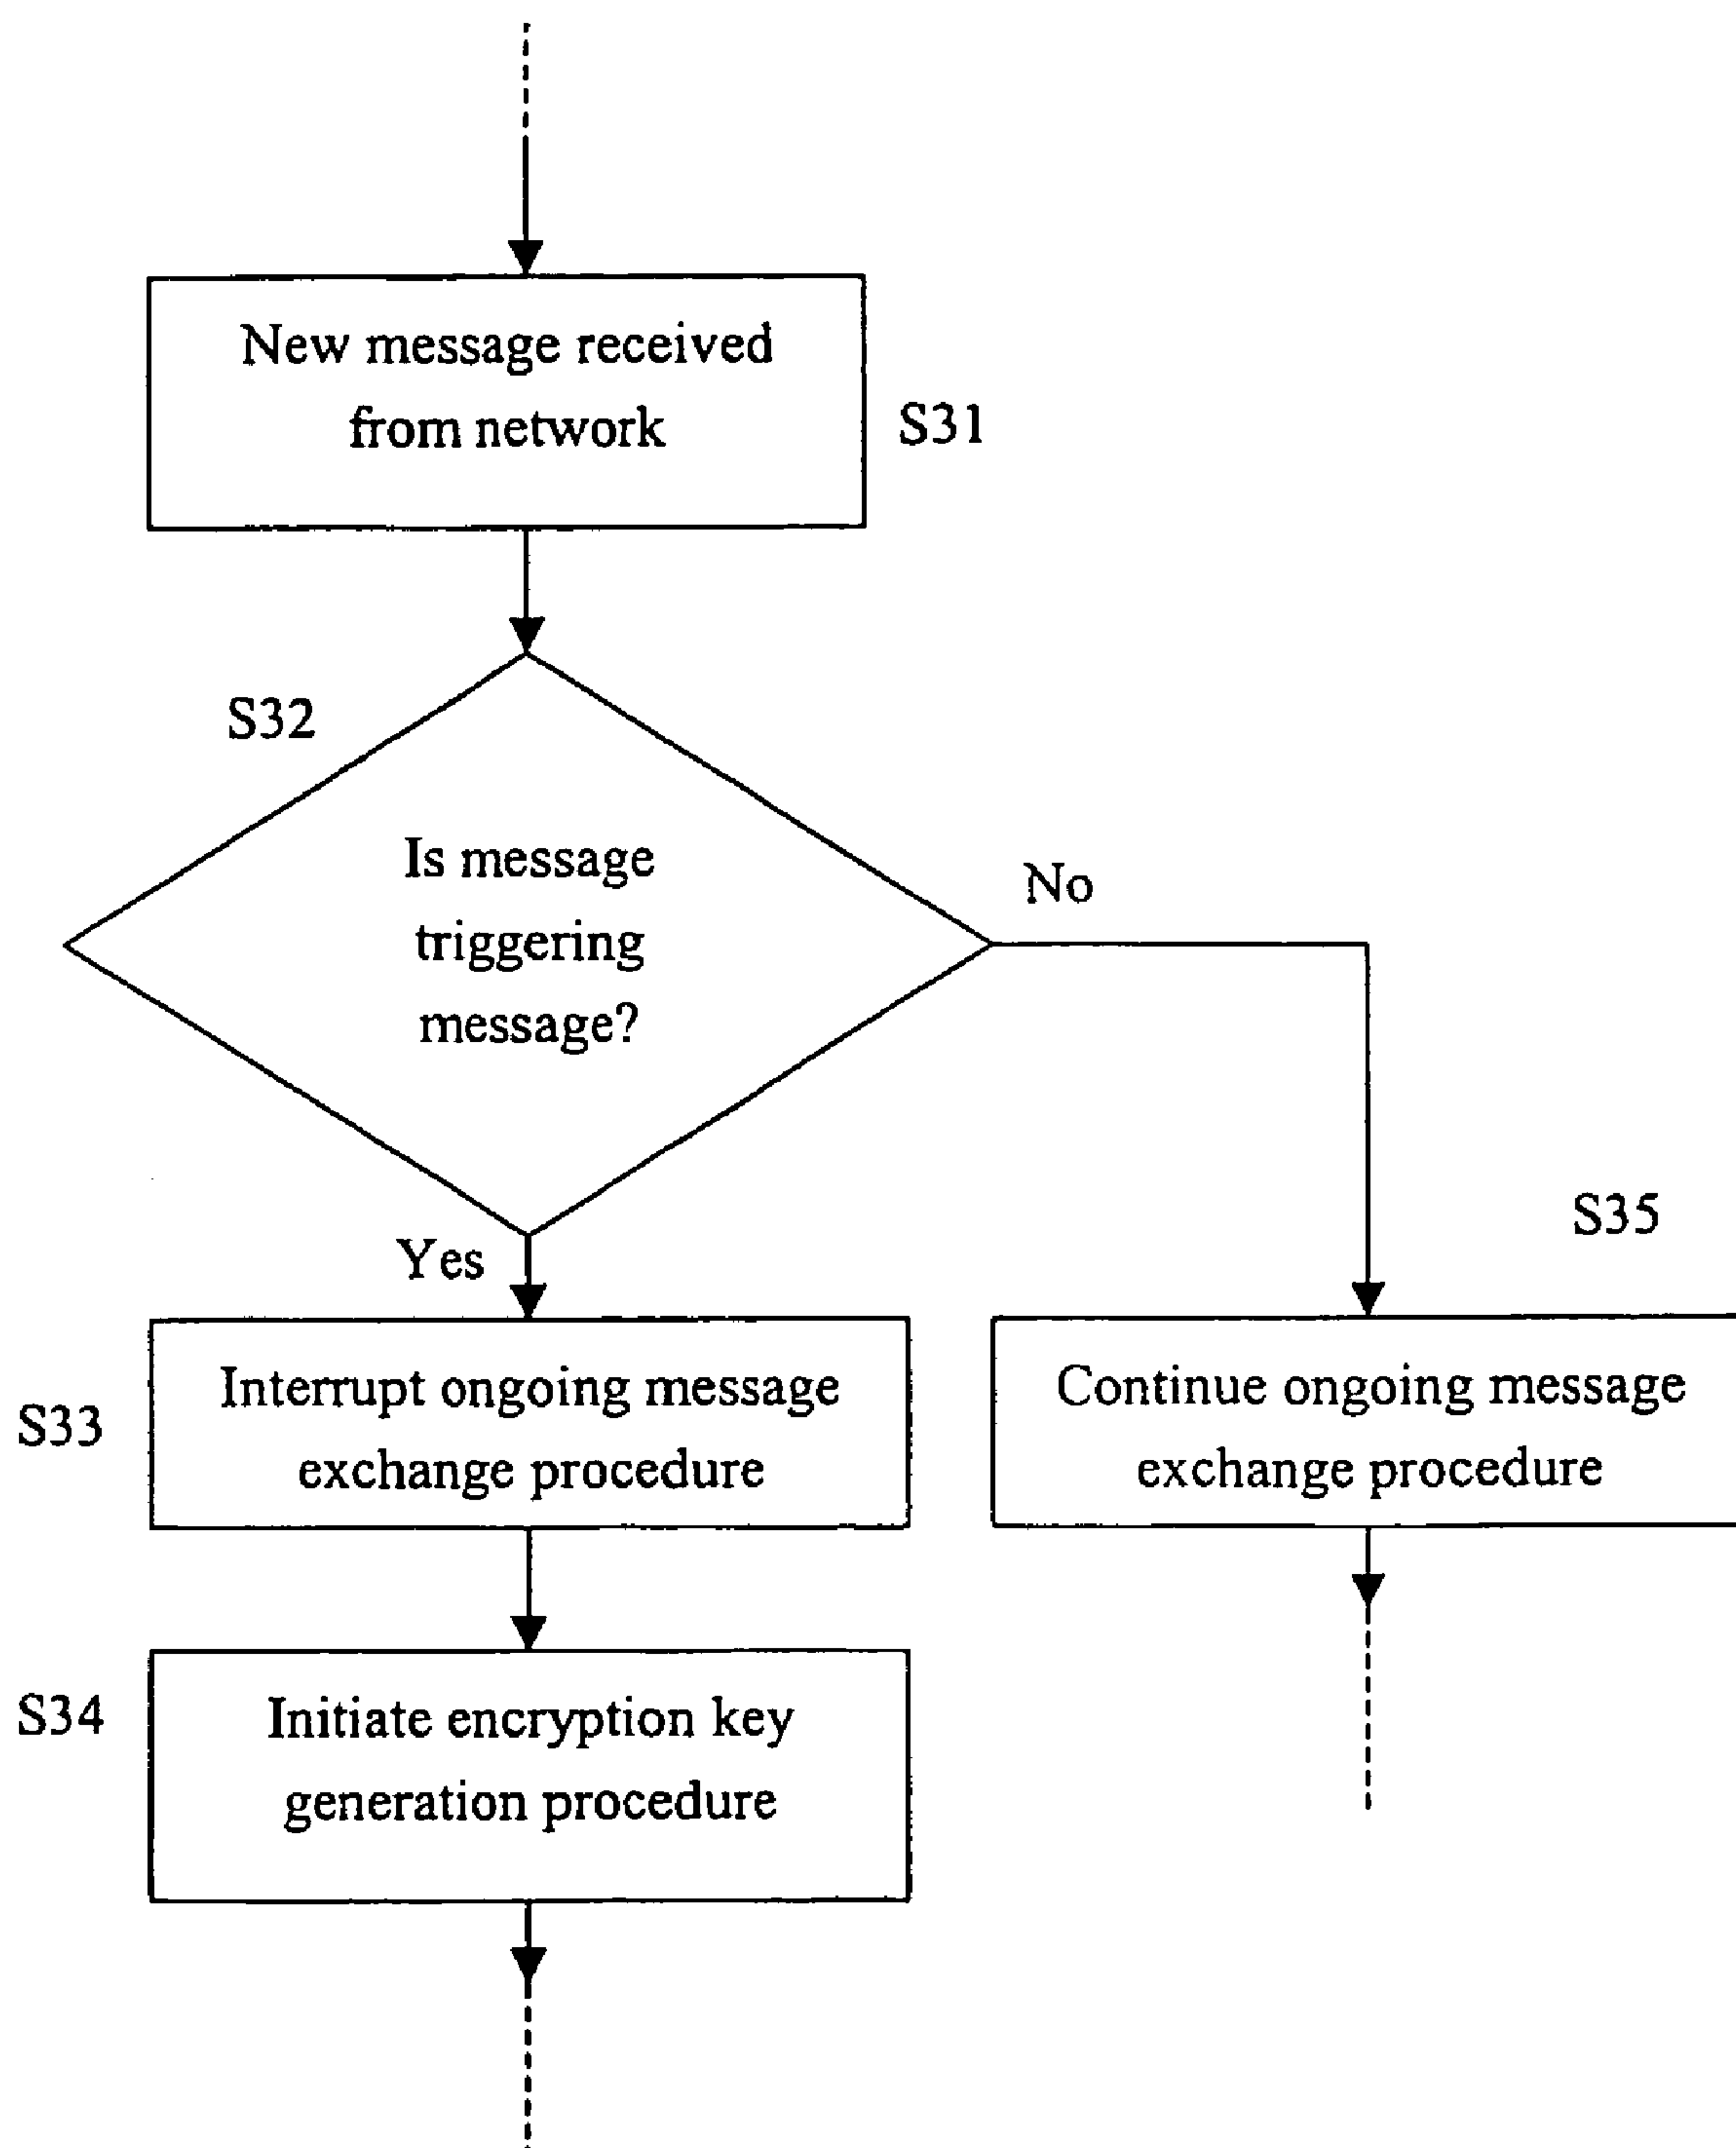 New message received
from network
S31
S32
Is message
triggering
message?
No
Yes
S35
S33
Interrupt ongoing message
exchange procedure
Continue ongoing message
exchange procedure
S34
Initiate encryption key
generation procedure